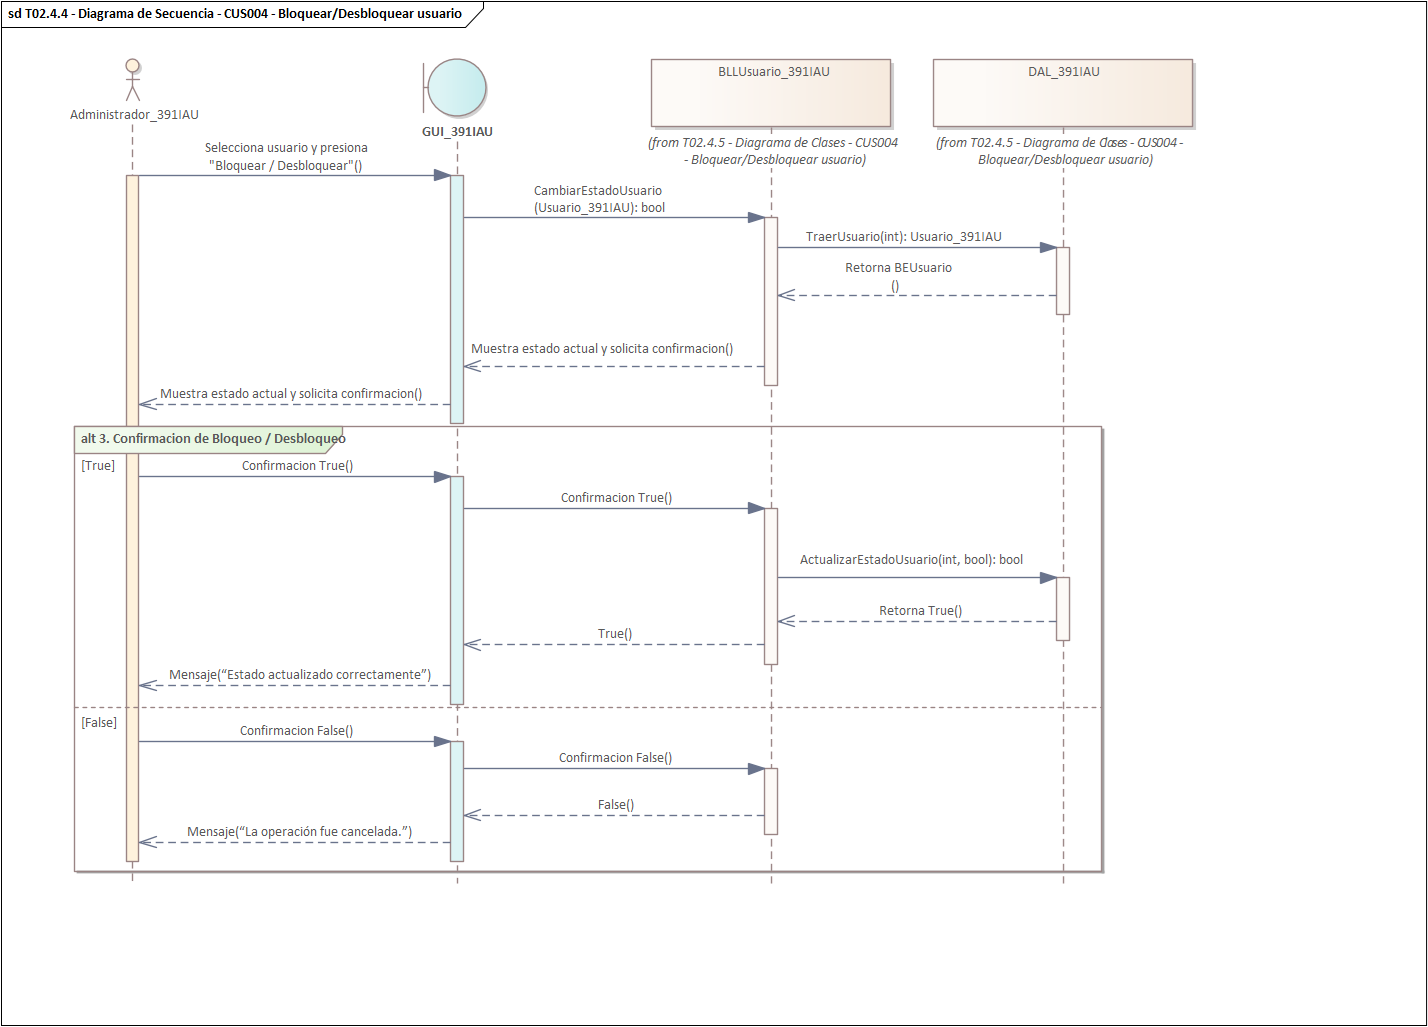 sd T02.4.4 - Diagrama de Secuencia - CUS004 - Bloquear/Desbloquear usuario
Administrador_391IAU
GUI_391IAU
BLLUsuario_391IAU
DAL_391IAU
(from T02.4.5 - Diagrama de Clases - CUS004
- Bloquear/Desbloquear usuario)
(from T02.4.5 - Diagrama de Clases - CUS004 -
Bloquear/Desbloquear usuario)
Selecciona usuario y presiona
"Bloquear / Desbloquear"()
CambiarEstadoUsuario
(Usuario_391IAU): bool
TraerUsuario(int): Usuario_391IAU
Retorna BEUsuario
()
Muestra estado actual y solicita confirmacion()
Muestra estado actual y solicita confirmacion()
alt 3. Confirmacion de Bloqueo / Desbloqueo
[True]
Confirmacion True()
Confirmacion True()
ActualizarEstadoUsuario(int, bool): bool
Retorna True()
True()
Mensaje(“Estado actualizado correctamente”)
[False]
Confirmacion False()
Confirmacion False()
False()
Mensaje(“La operación fue cancelada.”)